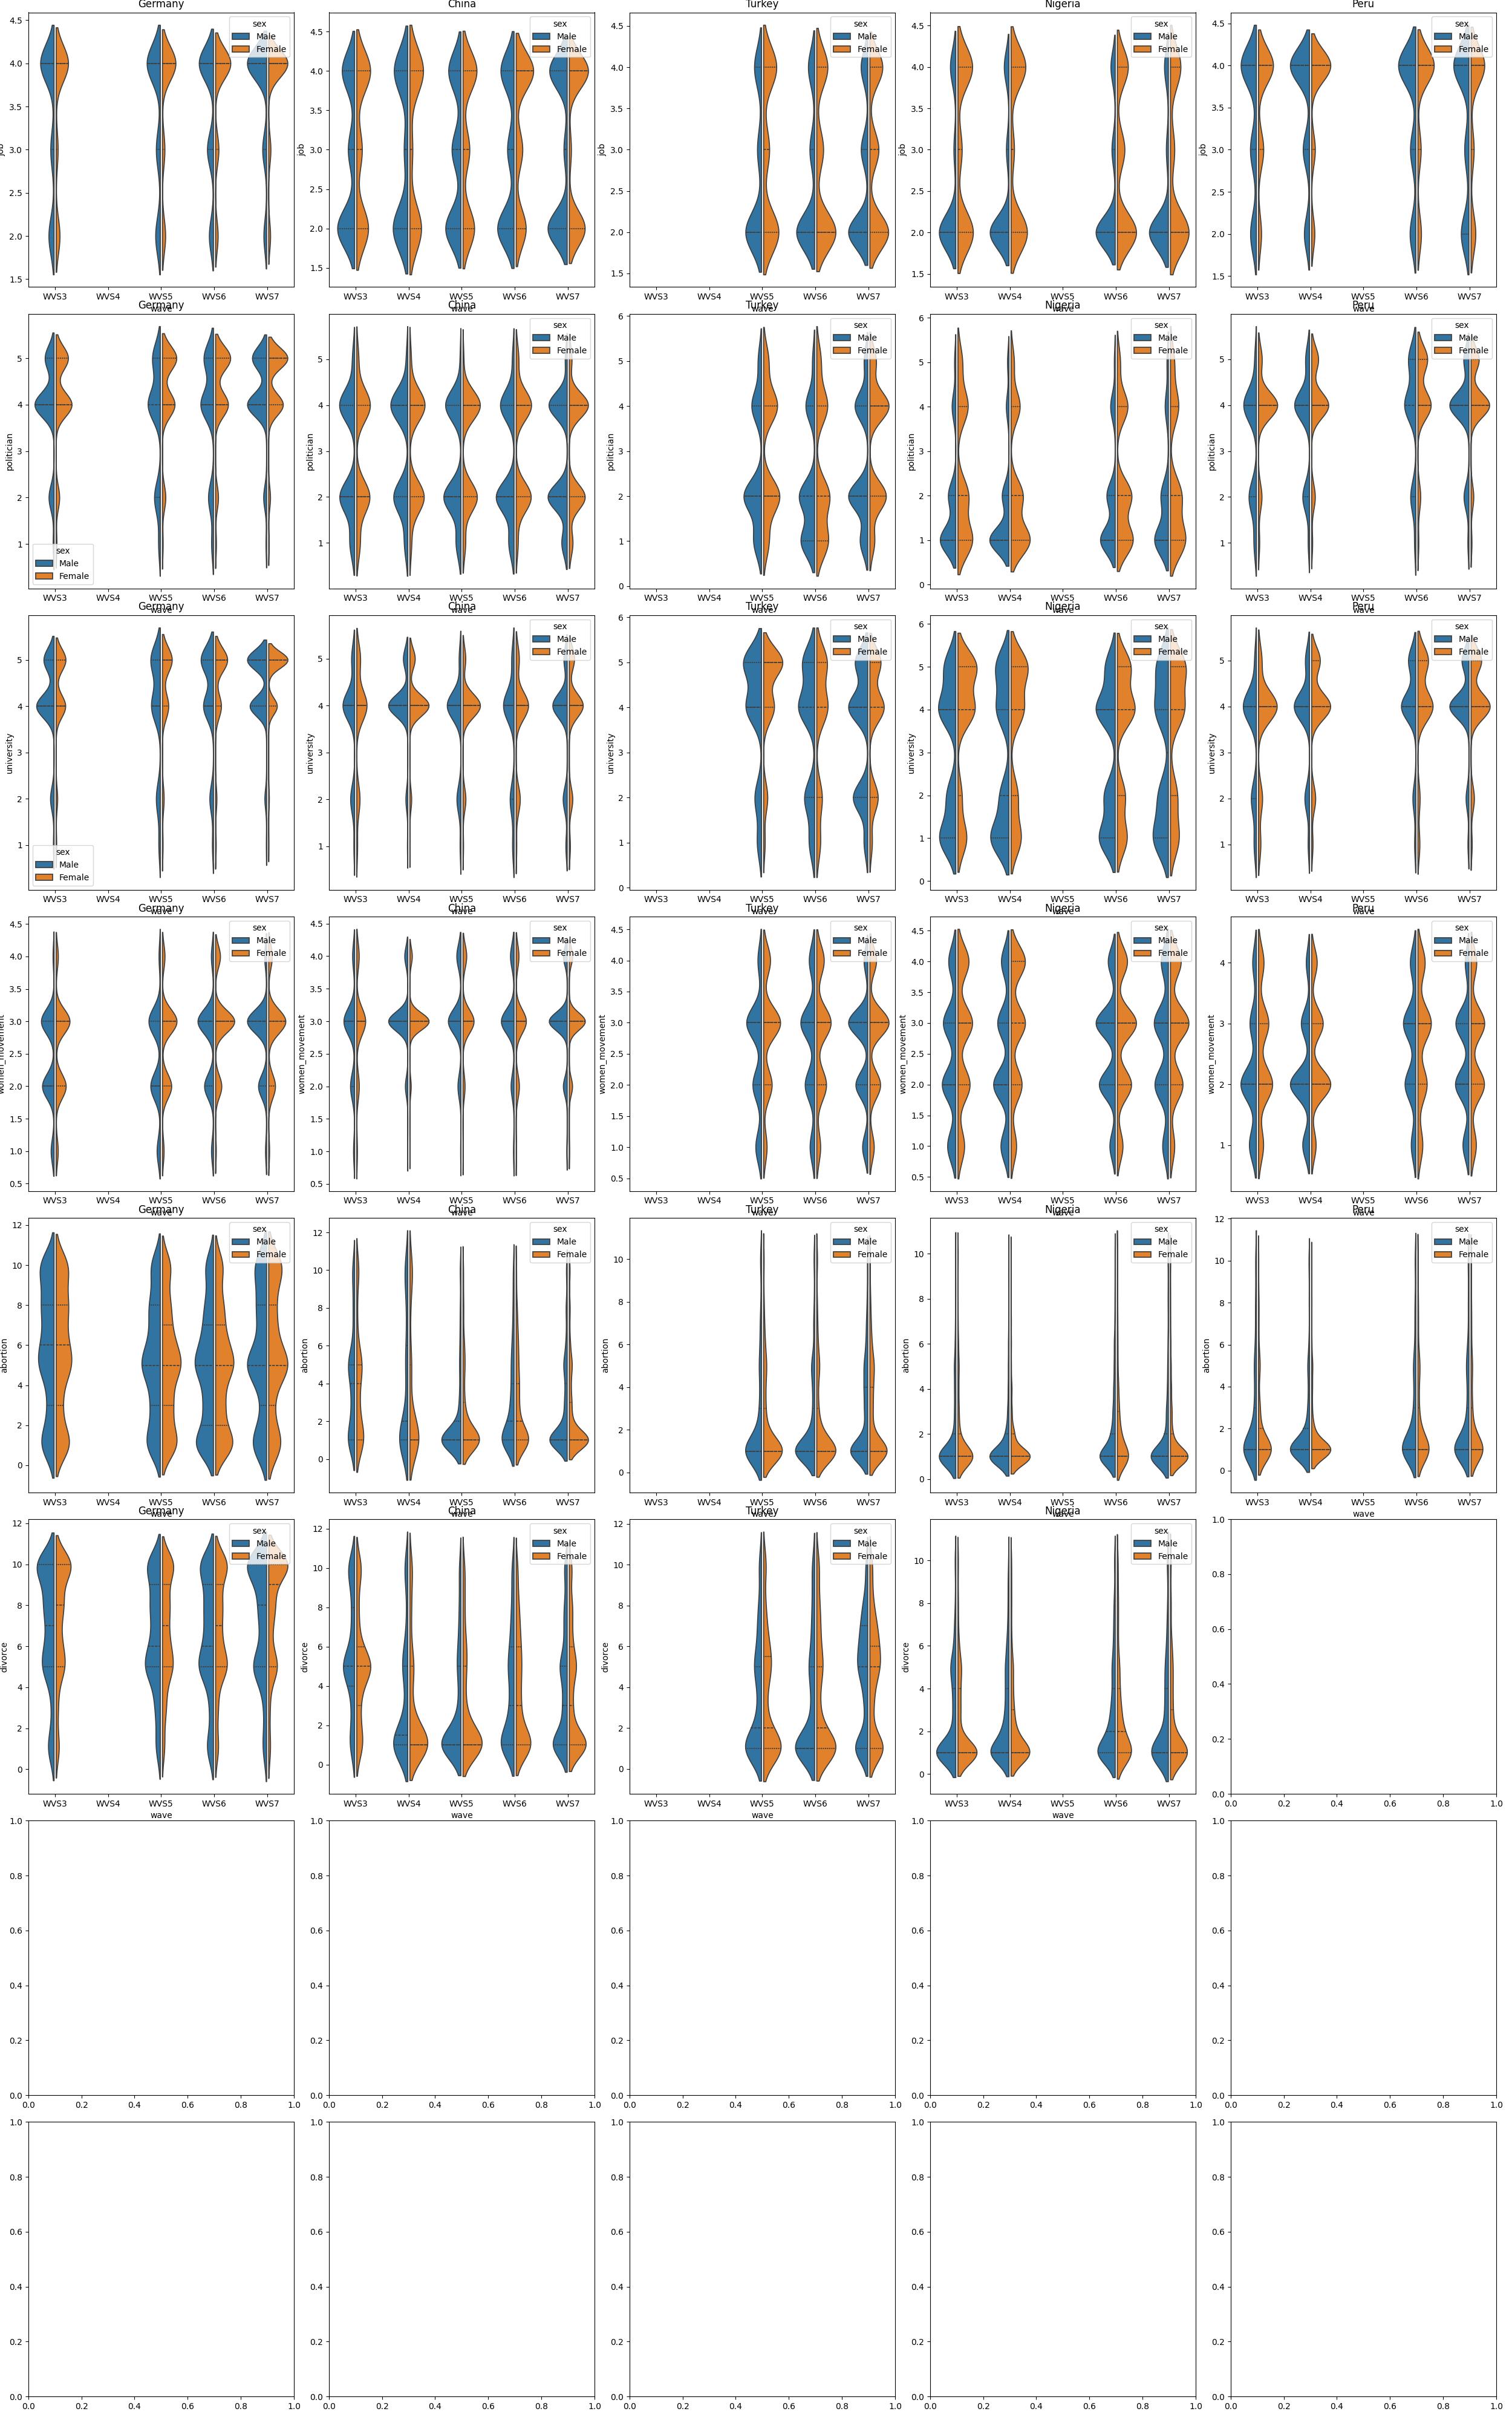 Germany
sex
Male
Female
job
4.5 4.0 3.5 3.0 2.5 2.0 1.5
WVS3 WVS4 WVS5 WVS6 WVS7
wave
China
sex
Male
Female
job
4.5 4.0 3.5 3.0 2.5 2.0 1.5
WVS3 WVS4 WVS5 WVS6 WVS7
wave
Turkey
sex
Male
Female
job
4.5 4.0 3.5 3.0 2.5 2.0 1.5
WVS3 WVS4 WVS5 WVS6 WVS7
wave
Nigeria
sex
Male
Female
job
4.5 4.0 3.5 3.0 2.5 2.0 1.5
WVS3 WVS4 WVS5 WVS6 WVS7
wave
Peru
sex
Male
Female
job
4.5 4.0 3.5 3.0 2.5 2.0 1.5
WVS3 WVS4 WVS5 WVS6 WVS7
wave
Germany
politician
5 4 3 2 1
sex
Male
Female
WVS3 WVS4 WVS5 WVS6 WVS7
wave
China
sex
Male
Female
politician
5 4 3 2 1
WVS3 WVS4 WVS5 WVS6 WVS7
wave
Turkey
sex
Male
Female
politician
6 5 4 3 2 1 0
WVS3 WVS4 WVS5 WVS6 WVS7
wave
Nigeria
sex
Male
Female
politician
6 5 4 3 2 1 0
WVS3 WVS4 WVS5 WVS6 WVS7
wave
Peru
sex
Male
Female
politician
5 4 3 2 1
WVS3 WVS4 WVS5 WVS6 WVS7
wave
Germany
university
5 4 3 2 1
sex
Male
Female
WVS3 WVS4 WVS5 WVS6 WVS7
wave
China
sex
Male
Female
university
5 4 3 2 1
WVS3 WVS4 WVS5 WVS6 WVS7
wave
Turkey
sex
Male
Female
university
6 5 4 3 2 1 0
WVS3 WVS4 WVS5 WVS6 WVS7
wave
Nigeria
sex
Male
Female
university
6 5 4 3 2 1 0
WVS3 WVS4 WVS5 WVS6 WVS7
wave
Peru
sex
Male
Female
university
5 4 3 2 1
WVS3 WVS4 WVS5 WVS6 WVS7
wave
Germany
sex
Male
Female
women_movement
4.5 4.0 3.5 3.0 2.5 2.0 1.5 1.0 0.5
WVS3 WVS4 WVS5 WVS6 WVS7
wave
China
sex
Male
Female
women_movement
4.5 4.0 3.5 3.0 2.5 2.0 1.5 1.0 0.5
WVS3 WVS4 WVS5 WVS6 WVS7
wave
Turkey
sex
Male
Female
women_movement
4.5 4.0 3.5 3.0 2.5 2.0 1.5 1.0 0.5
WVS3 WVS4 WVS5 WVS6 WVS7
wave
Nigeria
sex
Male
Female
women_movement
4.5 4.0 3.5 3.0 2.5 2.0 1.5 1.0 0.5
WVS3 WVS4 WVS5 WVS6 WVS7
wave
Peru
sex
Male
Female
women_movement
4 3 2 1
WVS3 WVS4 WVS5 WVS6 WVS7
wave
Germany
sex
Male
Female
abortion
12 10 8 6 4 2 0
WVS3 WVS4 WVS5 WVS6 WVS7
wave
China
sex
Male
Female
abortion
12 10 8 6 4 2 0
WVS3 WVS4 WVS5 WVS6 WVS7
wave
Turkey
sex
Male
Female
abortion
10 8 6 4 2 0
WVS3 WVS4 WVS5 WVS6 WVS7
wave
Nigeria
sex
Male
Female
abortion
10 8 6 4 2 0
WVS3 WVS4 WVS5 WVS6 WVS7
wave
Peru
sex
Male
Female
abortion
12 10 8 6 4 2 0
WVS3 WVS4 WVS5 WVS6 WVS7
wave
Germany
sex
Male
Female
divorce
12 10 8 6 4 2 0
WVS3 WVS4 WVS5 WVS6 WVS7
wave
China
sex
Male
Female
divorce
12 10 8 6 4 2 0
WVS3 WVS4 WVS5 WVS6 WVS7
wave
Turkey
sex
Male
Female
divorce
12 10 8 6 4 2 0
WVS3 WVS4 WVS5 WVS6 WVS7
wave
Nigeria
sex
Male
Female
divorce
10 8 6 4 2 0
WVS3 WVS4 WVS5 WVS6 WVS7
wave
1.0 0.8 0.6 0.4 0.2 0.0
0.0 0.2 0.4 0.6 0.8 1.0
1.0 0.8 0.6 0.4 0.2 0.0
0.0 0.2 0.4 0.6 0.8 1.0
1.0 0.8 0.6 0.4 0.2 0.0
0.0 0.2 0.4 0.6 0.8 1.0
1.0 0.8 0.6 0.4 0.2 0.0
0.0 0.2 0.4 0.6 0.8 1.0
1.0 0.8 0.6 0.4 0.2 0.0
0.0 0.2 0.4 0.6 0.8 1.0
1.0 0.8 0.6 0.4 0.2 0.0
0.0 0.2 0.4 0.6 0.8 1.0
1.0 0.8 0.6 0.4 0.2 0.0
0.0 0.2 0.4 0.6 0.8 1.0
1.0 0.8 0.6 0.4 0.2 0.0
0.0 0.2 0.4 0.6 0.8 1.0
1.0 0.8 0.6 0.4 0.2 0.0
0.0 0.2 0.4 0.6 0.8 1.0
1.0 0.8 0.6 0.4 0.2 0.0
0.0 0.2 0.4 0.6 0.8 1.0
1.0 0.8 0.6 0.4 0.2 0.0
0.0 0.2 0.4 0.6 0.8 1.0